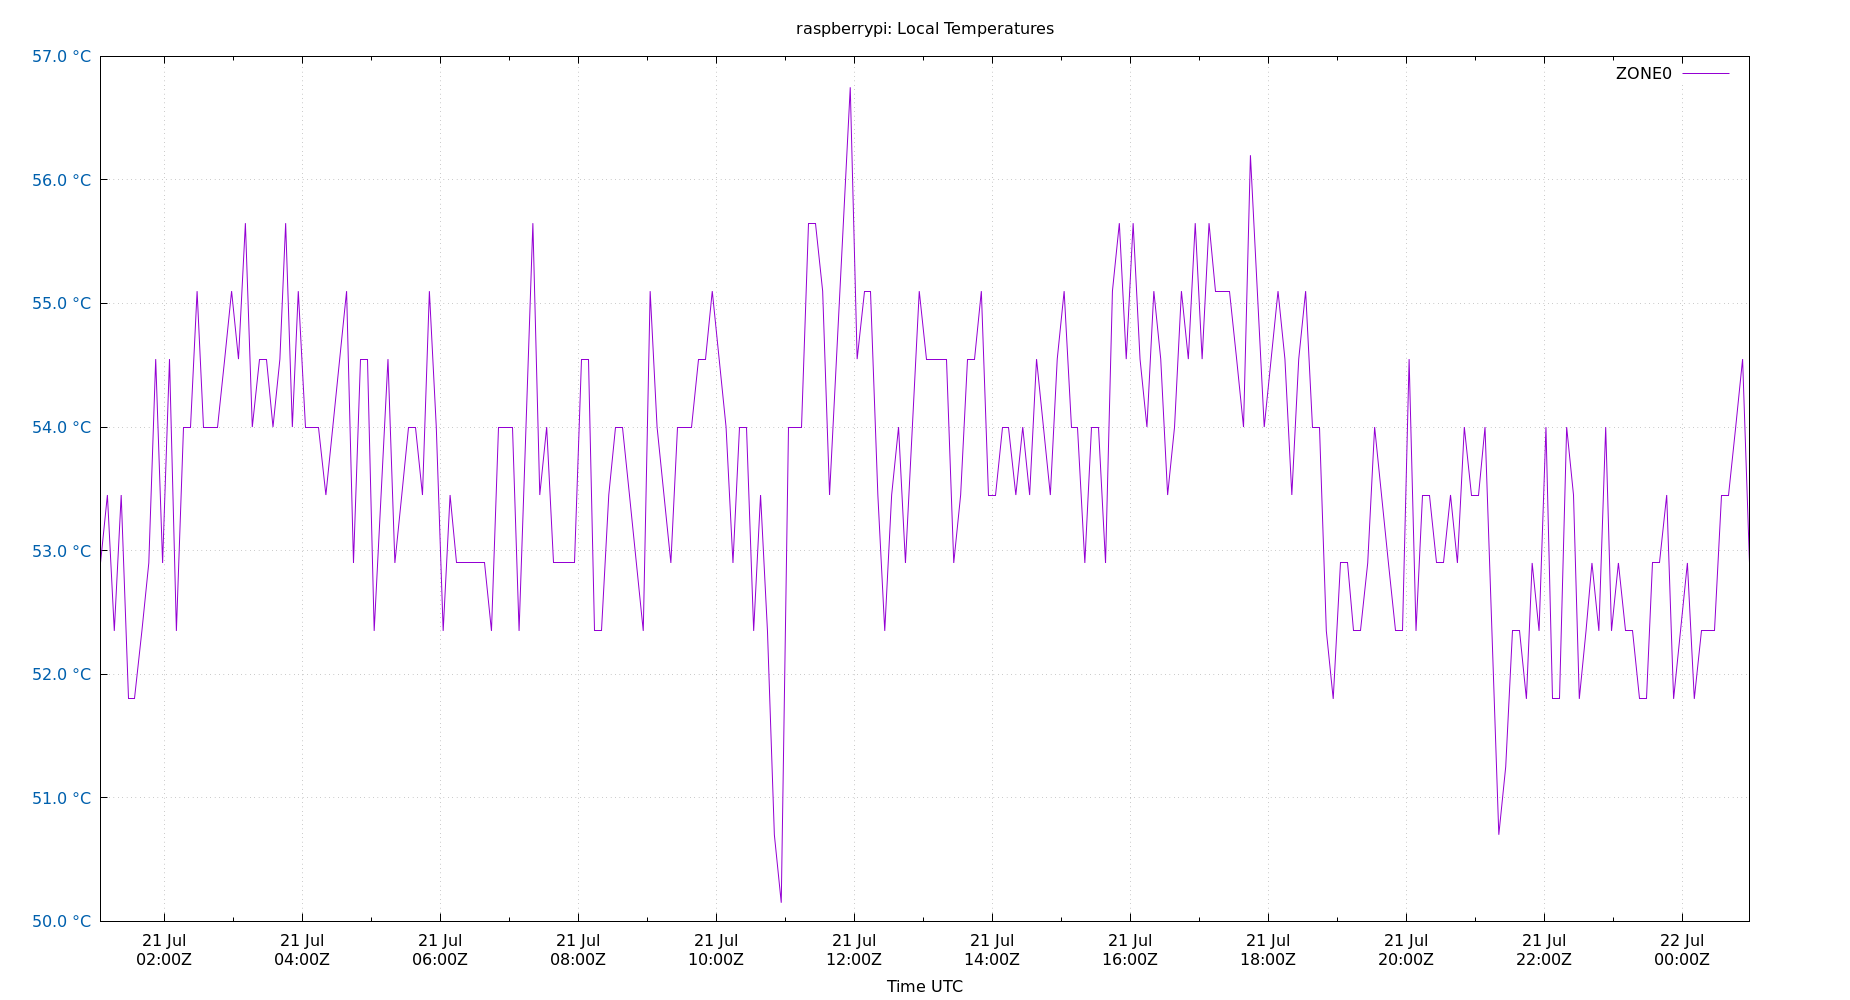 raspberrypi: Local Temperatures
57.0 °C
ZONE0
56.0 °C
55.0 °C
54.0 °C
53.0 °C
52.0 °C
51.0 °C
50.0 °C
21 Jul 21 Jul 21 Jul 21 Jul 21 Jul 21 Jul 21 Jul 21 Jul 21 Jul 21 Jul 21 Jul 22 Jul
02:00Z 04:00Z 06:00Z 08:00Z 10:00Z 12:00Z 14:00Z 16:00Z 18:00Z 20:00Z 22:00Z 00:00Z
Time UTC